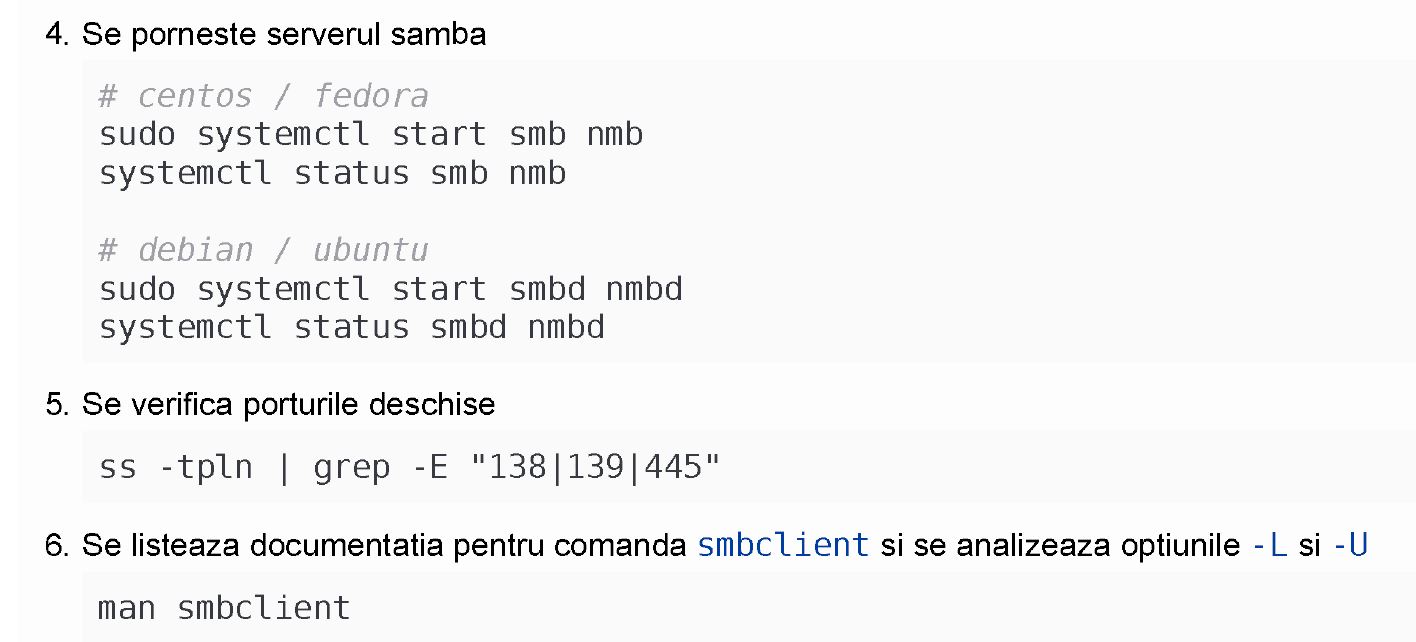 4. Se porneste serverul samba
# centos / fedora
sudo systemctl start smb nmb
systemctl status smb nmb
# debian / ubuntu
sudo systemctl start smbd nmbd
systemctl status smbd nmbd
5. Se verifica porturile deschise
ss -tpln | grep -E "138|139|445"
6. Se listeaza documentatia pentru comanda smbclient si se analizeaza optiunile -L si -U
man smbclient